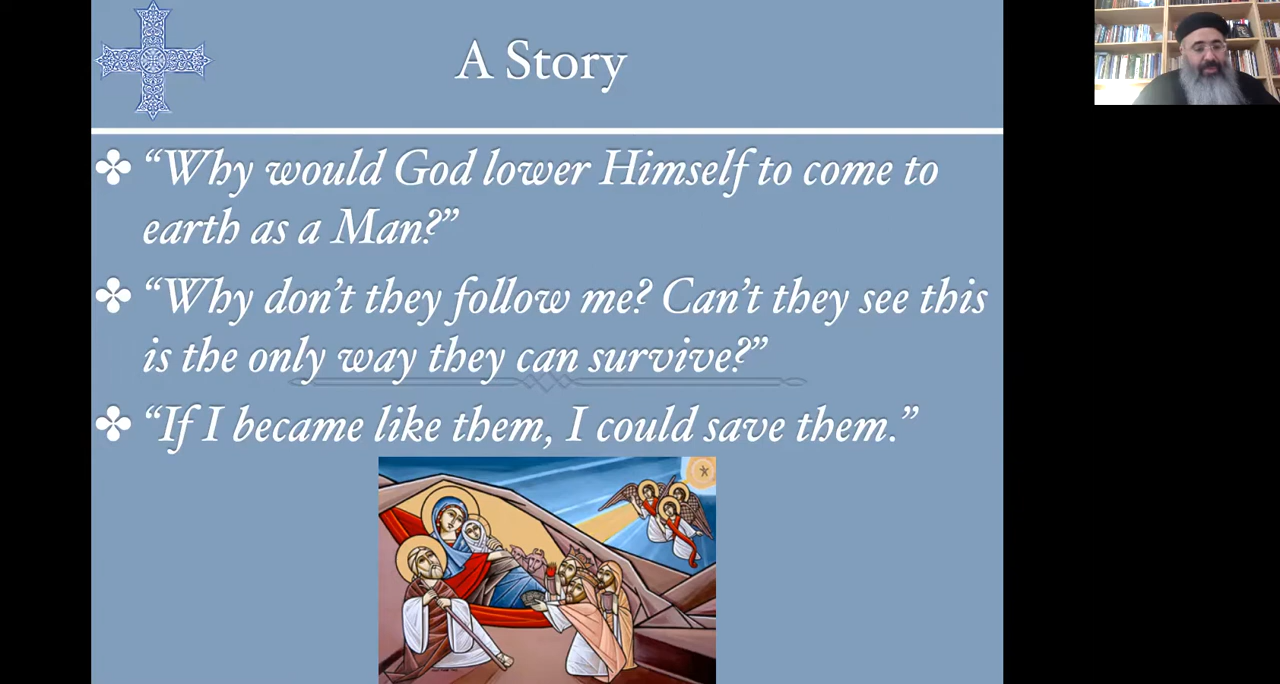 A Story
“Why would God lower Himself to come to
earth as a Man?”
“Why don’t they follow me? Can’t they see this
is the only way they can survive?”
“If I became like them, I could save them.”